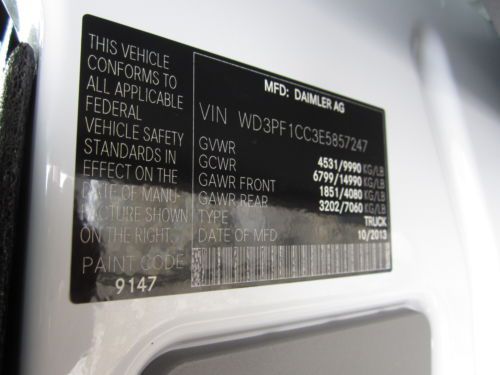 THIS VEHICLE
CONFORMS TO
ALL APPLICABLE
FEDERAL
VEHICLE SAFETY
STANDARDS IN
EFFECT ON THE
DATE OF MANU-
FACTURE SHOWN
ON THE RIGHT.
PAINT CODE
9147
MFD: DAIMLER AG
VIN WD3PF1CC3E5857247
GVWR 4531/9990 KG/LB
GCWR 6799/14990 KG/LB
GAWR FRONT 1851/4080 KG/LB
GAWR REAR 3202/7060 KG/LB
TYPE TRUCK
DATE OF MFD 10/2013